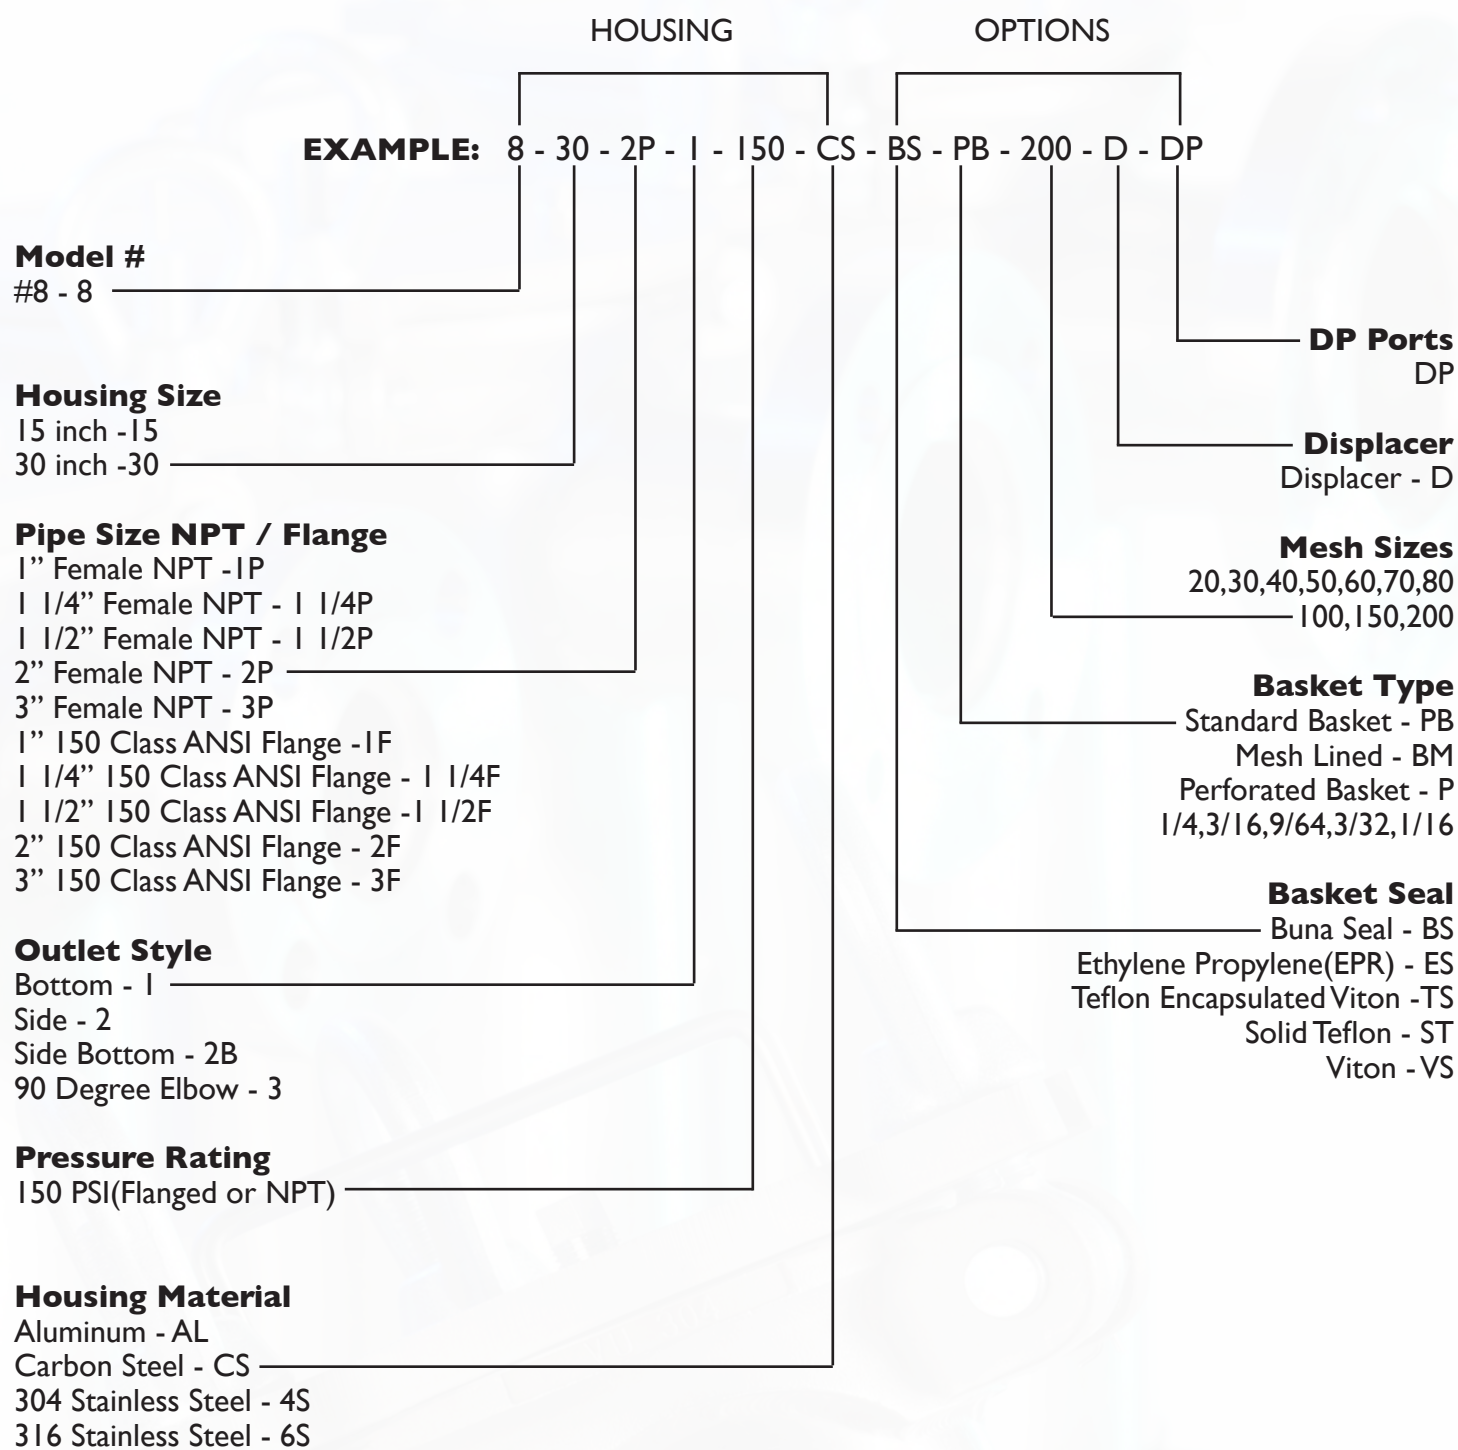 HOUSING
OPTIONS
EXAMPLE: 8 - 30 - 2P - 1 - 150 - CS - BS - PB - 200 - D - DP
Model #
#8 - 8
Housing Size
15 inch -15
30 inch -30
Pipe Size NPT / Flange
1” Female NPT -1P
1 1/4” Female NPT - 1 1/4P
1 1/2” Female NPT - 1 1/2P
2” Female NPT - 2P
3” Female NPT - 3P
1” 150 Class ANSI Flange -1F
1 1/4” 150 Class ANSI Flange - 1 1/4F
1 1/2” 150 Class ANSI Flange -1 1/2F
2” 150 Class ANSI Flange - 2F
3” 150 Class ANSI Flange - 3F
Outlet Style
Bottom - 1
Side - 2
Side Bottom - 2B
90 Degree Elbow - 3
Pressure Rating
150 PSI(Flanged or NPT)
Housing Material
Aluminum - AL
Carbon Steel - CS
304 Stainless Steel - 4S
316 Stainless Steel - 6S
DP Ports
DP
Displacer
Displacer - D
Mesh Sizes
20,30,40,50,60,70,80
100,150,200
Basket Type
Standard Basket - PB
Mesh Lined - BM
Perforated Basket - P
1/4,3/16,9/64,3/32,1/16
Basket Seal
Buna Seal - BS
Ethylene Propylene(EPR) - ES
Teflon Encapsulated Viton -TS
Solid Teflon - ST
Viton - VS